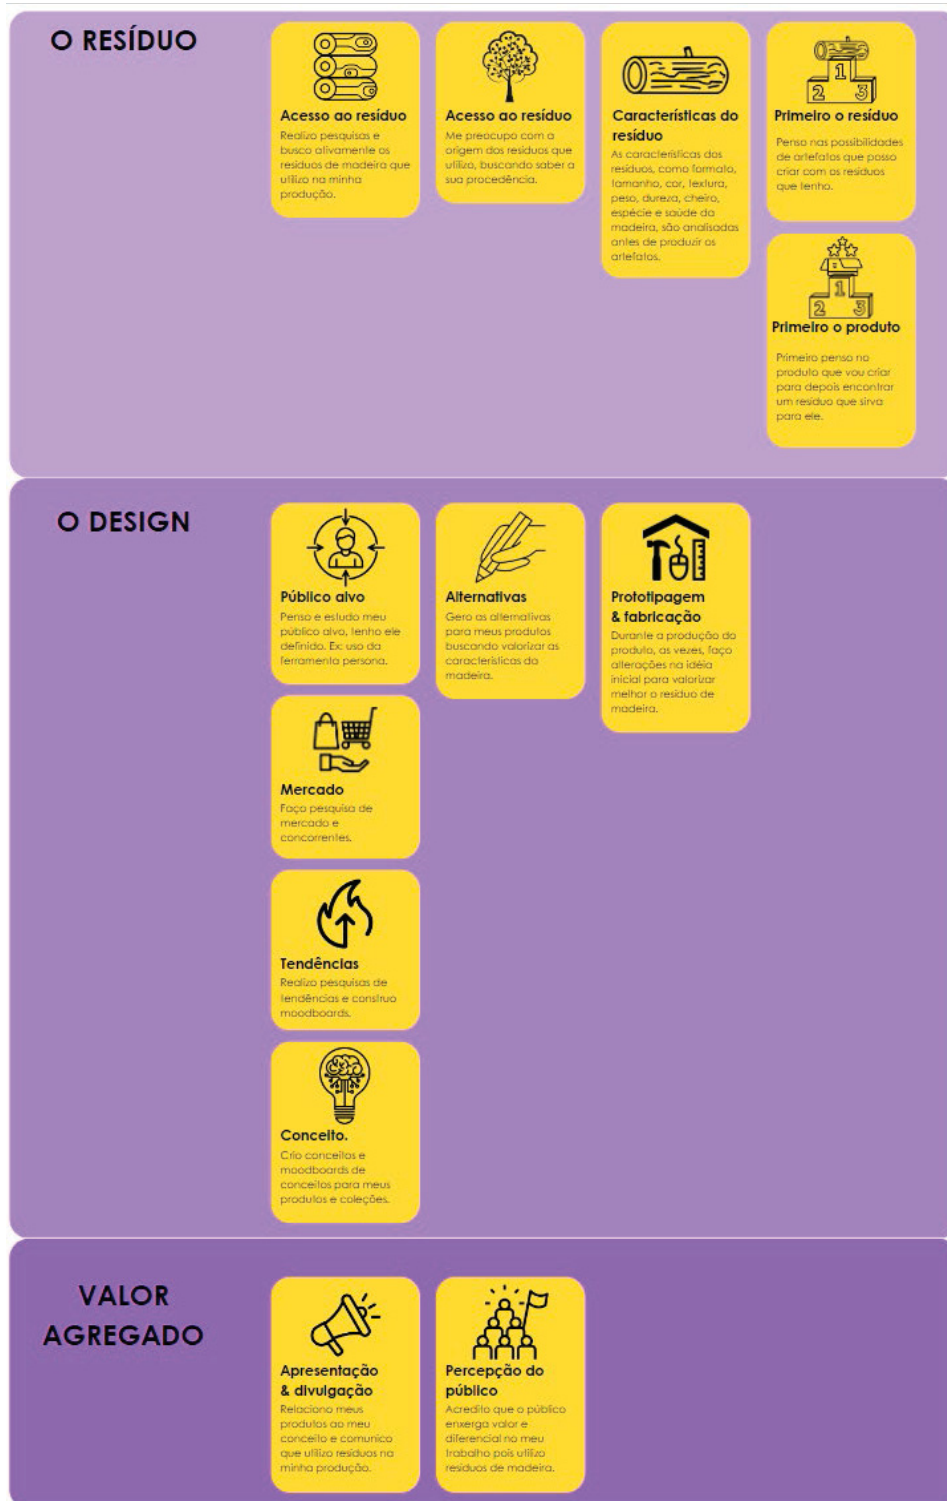 O RESÍDUO
1
2
3
Acesso ao resíduo
Realizo pesquisas e
busco ativamente os
resíduos de madeira que
utilizo na minha
produção.
Acesso ao resíduo
Me preocupo com a
origem dos resíduos que
utilizo, buscando saber a
sua procedência.
Características do
resíduo
As características dos
resíduos, como formato,
tamanho, cor, textura,
peso, dureza, cheiro,
espécie e saúde da
madeira, são analisadas
antes de produzir os
artefatos.
Primeiro o resíduo
Penso nas possibilidades
de artefatos que posso
criar com os resíduos
que tenho.
1
2
3
Primeiro o produto
Primeiro penso no
produto que vou criar
para depois encontrar
um resíduo que sirva
para ele.
O DESIGN
Público alvo
Penso e estudo meu
público alvo, tenho ele
definido. Ex: uso da
ferramenta persona.
Alternativas
Gero as alternativas
para meus produtos
buscando valorizar as
características da
madeira.
Prototipagem
& fabricação
Durante a produção do
produto, as vezes, faço
alterações na idéia
inicial para valorizar
melhor o resíduo de
madeira.
Mercado
Faço pesquisa de
mercado e
concorrentes.
Tendências
Realizo pesquisas de
tendências e construo
moodboards.
Conceito.
Crio conceitos e
moodboards de
conceitos para meus
produtos e coleções.
VALOR
AGREGADO
Apresentação
& divulgação
Relaciono meus
produtos ao meu
conceito e comunico
que utilizo resíduos na
minha produção.
Percepção do
público
Acredito que o público
enxerga valor e
diferencial no meu
trabalho pois utilizo
resíduos de madeira.